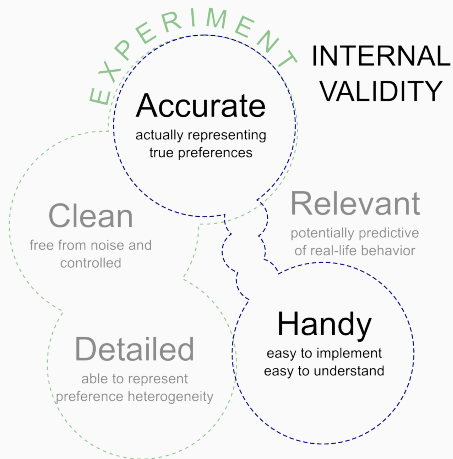 EXPERIMENT
INTERNAL
VALIDITY
Accurate
actually representing
true preferences
Clean
free from noise and
controlled
Relevant
potentially predictive
of real-life behavior
Handy
easy to implement
easy to understand
Detailed
able to represent
preference heterogeneity